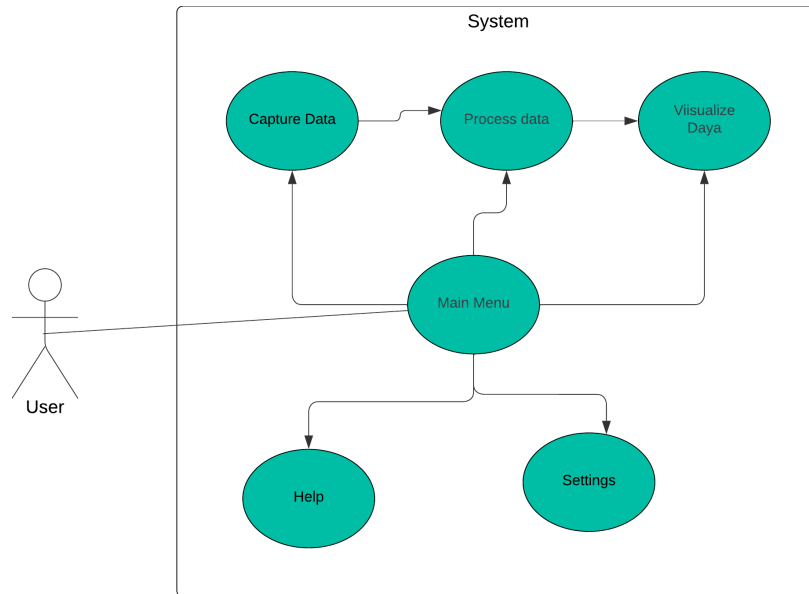 System
Capture Data
Process data
Viisualize
Daya
Main Menu
User
Help
Settings